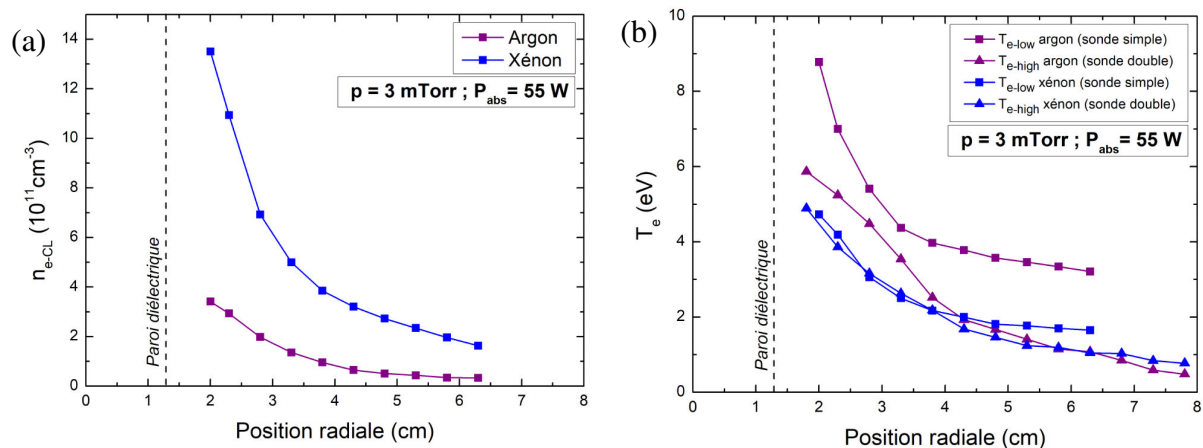 (a)
14
12
10
8
6
4
2
0
n_e-CL (10^11 cm^-3)
Paroi diélectrique
Argon
Xénon
p = 3 mTorr ; P_abs= 55 W
0 1 2 3 4 5 6 7 8
Position radiale (cm)
(b)
10
8
6
4
2
0
T_e (eV)
Paroi diélectrique
T_e-low argon (sonde simple)
T_e-high argon (sonde double)
T_e-low xénon (sonde simple)
T_e-high xénon (sonde double)
p = 3 mTorr ; P_abs= 55 W
0 1 2 3 4 5 6 7 8
Position radiale (cm)